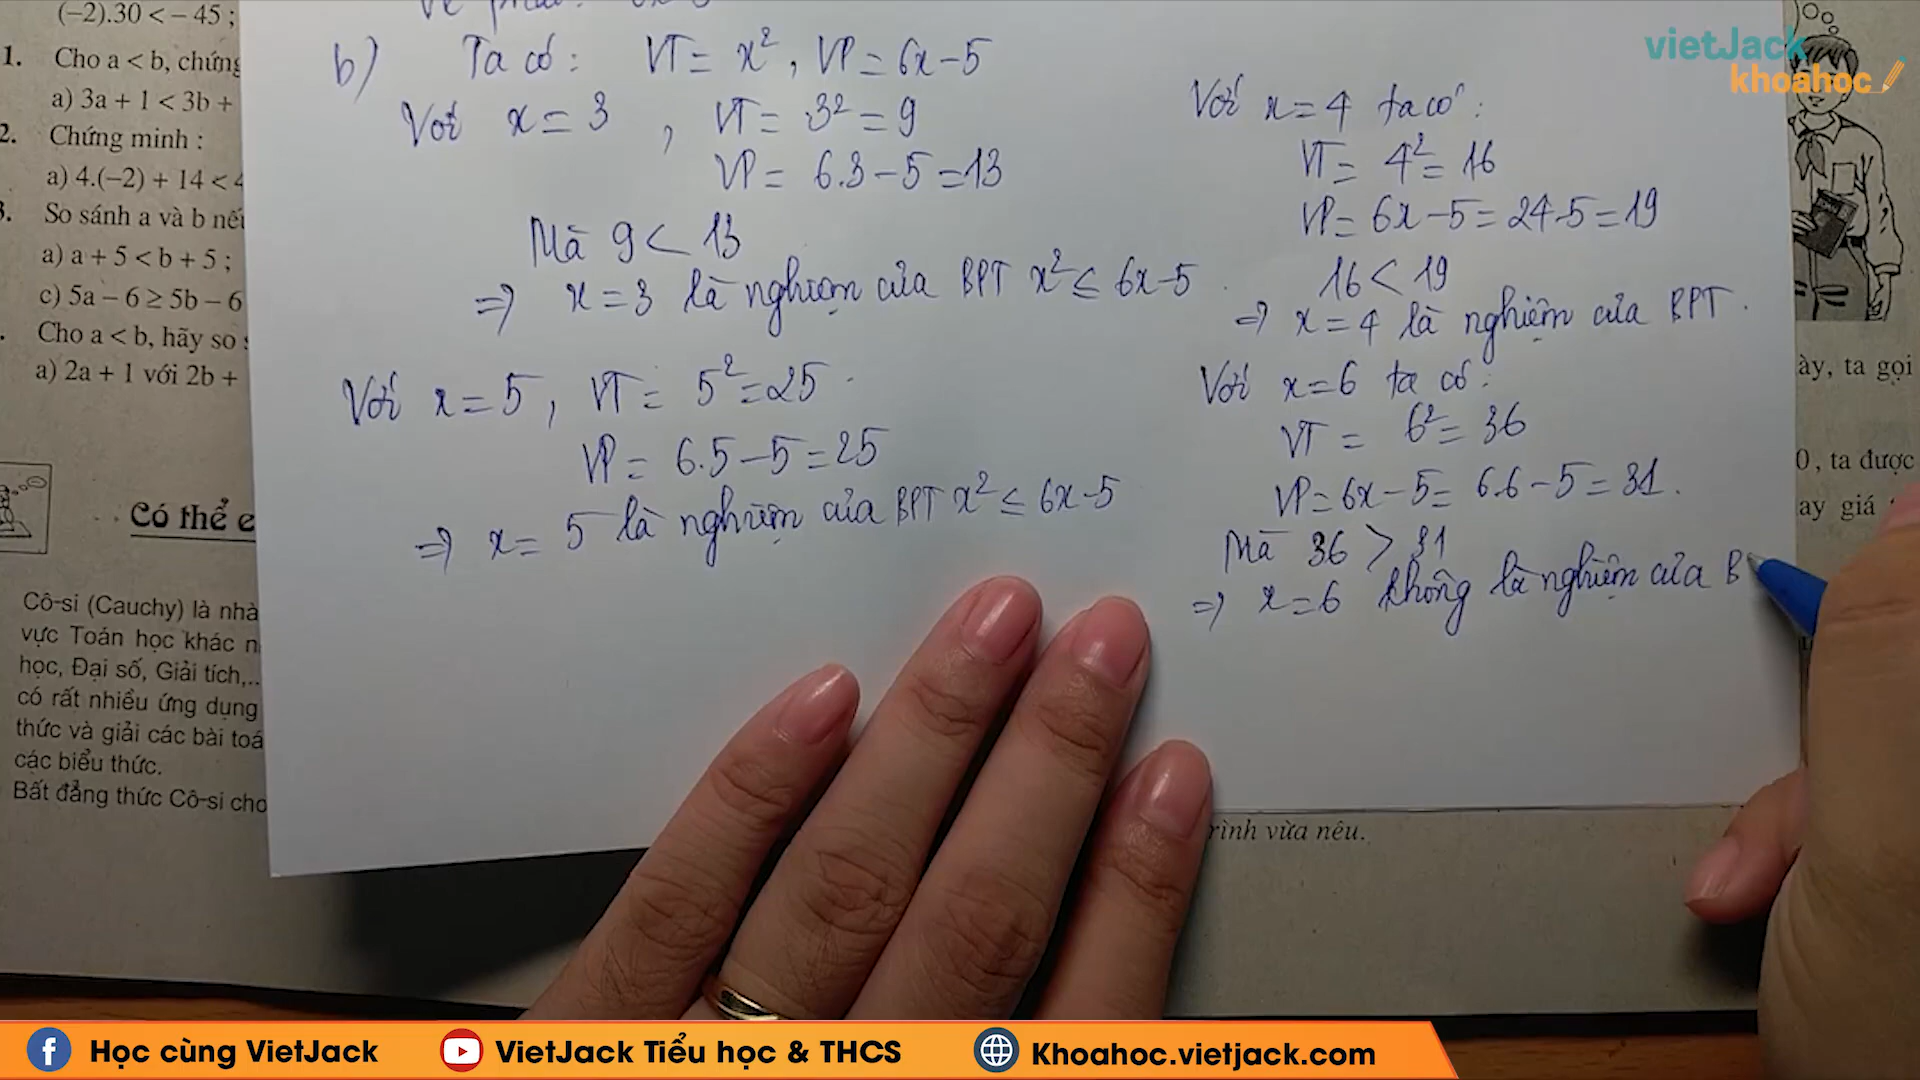 (−2).30 < − 45 ;
1. Cho a < b, chứng
a) 3a + 1 < 3b +
2. Chứng minh :
a) 4.(−2) + 14 < 4
3. So sánh a và b nếu
a) a + 5 < b + 5 ;
c) 5a − 6 ≥ 5b − 6
Cho a < b, hãy so s
a) 2a + 1 với 2b +
Có thể e
Cô-si (Cauchy) là nhà
vực Toán học khác n
học, Đại số, Giải tích,..
có rất nhiều ứng dụng
thức và giải các bài toá
các biểu thức.
Bất đẳng thức Cô-si cho
b) Ta có : VT = x² , VP = 6x − 5
Với x = 3 , VT = 3² = 9
VP = 6.3 − 5 = 13
Mà 9 < 13
=> x = 3 là nghiệm của BPT x² ≤ 6x − 5
Với x = 5 , VT = 5² = 25
VP = 6.5 − 5 = 25
=> x = 5 là nghiệm của BPT x² ≤ 6x − 5
Với x = 4 ta có :
VT = 4² = 16
VP = 6x − 5 = 24 - 5 = 19
16 < 19
=> x = 4 là nghiệm của BPT .
Với x = 6 ta có :
VT = 6² = 36
VP = 6x − 5 = 6.6 − 5 = 31 .
Mà 36 > 31
=> x = 6 không là nghiệm của B
vietJack
khoahoc
ày, ta gọi
0, ta được
ay giá
rình vừa nêu.
Học cùng VietJack
VietJack Tiểu học & THCS
Khoahoc.vietjack.com